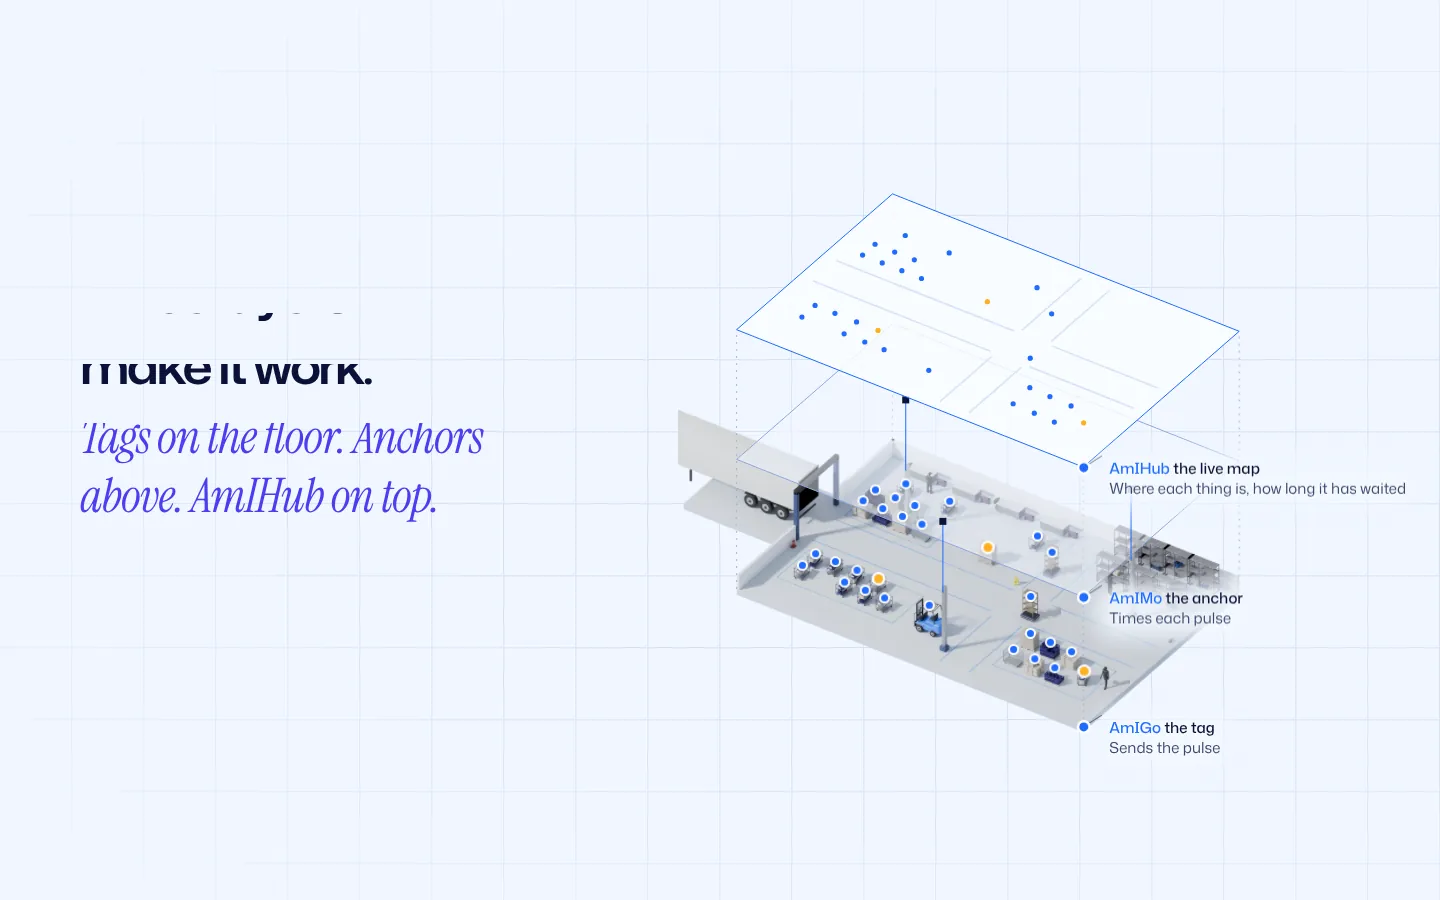 make it work.
Tags on the floor. Anchors
above. AmIHub on top.
AmIHub the live map
Where each thing is, how long it has waited
AmIMo the anchor
Times each pulse
AmIGo the tag
Sends the pulse